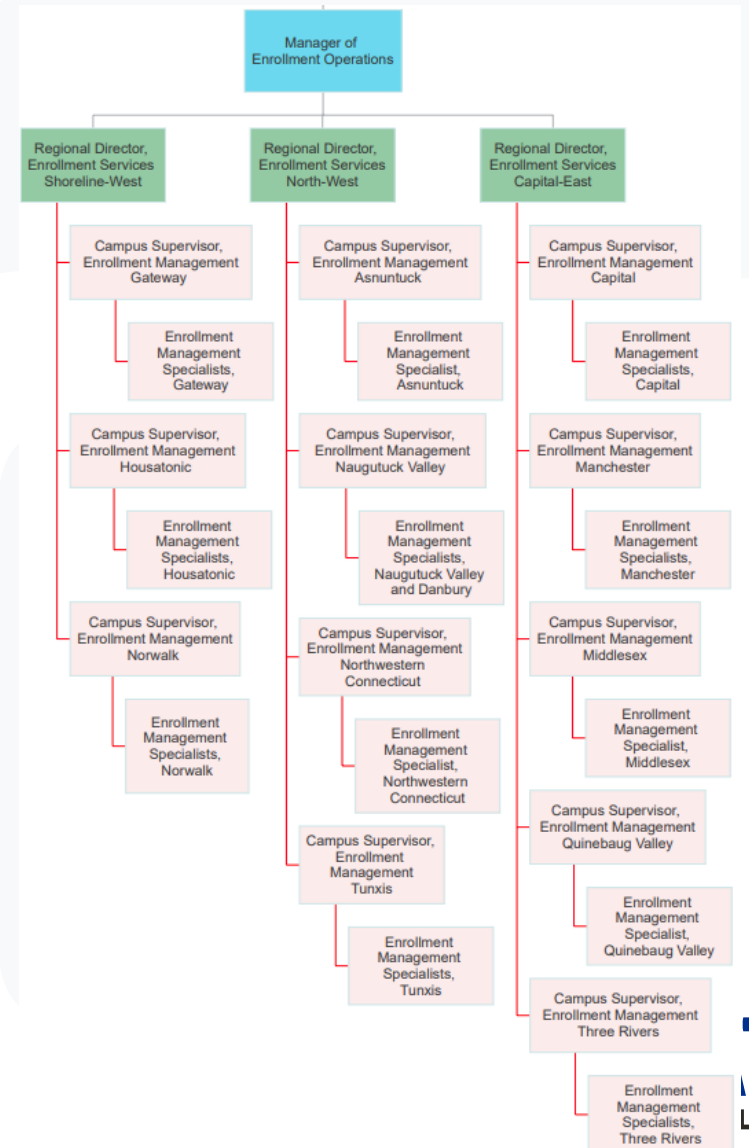 Manager of
Enrollment Operations
Regional Director,
Enrollment Services
Shoreline-West
Regional Director,
Enrollment Services
North-West
Regional Director,
Enrollment Services
Capital-East
Campus Supervisor,
Enrollment Management
Gateway
Enrollment
Management
Specialists,
Gateway
Campus Supervisor,
Enrollment Management
Housatonic
Enrollment
Management
Specialists,
Housatonic
Campus Supervisor,
Enrollment Management
Norwalk
Enrollment
Management
Specialists,
Norwalk
Campus Supervisor,
Enrollment Management
Asnuntuck
Enrollment
Management
Specialist,
Asnuntuck
Campus Supervisor,
Enrollment Management
Naugutuck Valley
Enrollment
Management
Specialists,
Naugutuck Valley
and Danbury
Campus Supervisor,
Enrollment Management
Northwestern
Connecticut
Enrollment
Management
Specialist,
Northwestern
Connecticut
Campus Supervisor,
Enrollment
Management
Tunxis
Enrollment
Management
Specialists,
Tunxis
Campus Supervisor,
Enrollment Management
Capital
Enrollment
Management
Specialists,
Capital
Campus Supervisor,
Enrollment Management
Manchester
Enrollment
Management
Specialists,
Manchester
Campus Supervisor,
Enrollment Management
Middlesex
Enrollment
Management
Specialist,
Middlesex
Campus Supervisor,
Enrollment Management
Quinebaug Valley
Enrollment
Management
Specialist,
Quinebaug Valley
Campus Supervisor,
Enrollment Management
Three Rivers
Enrollment
Management
Specialists,
Three Rivers